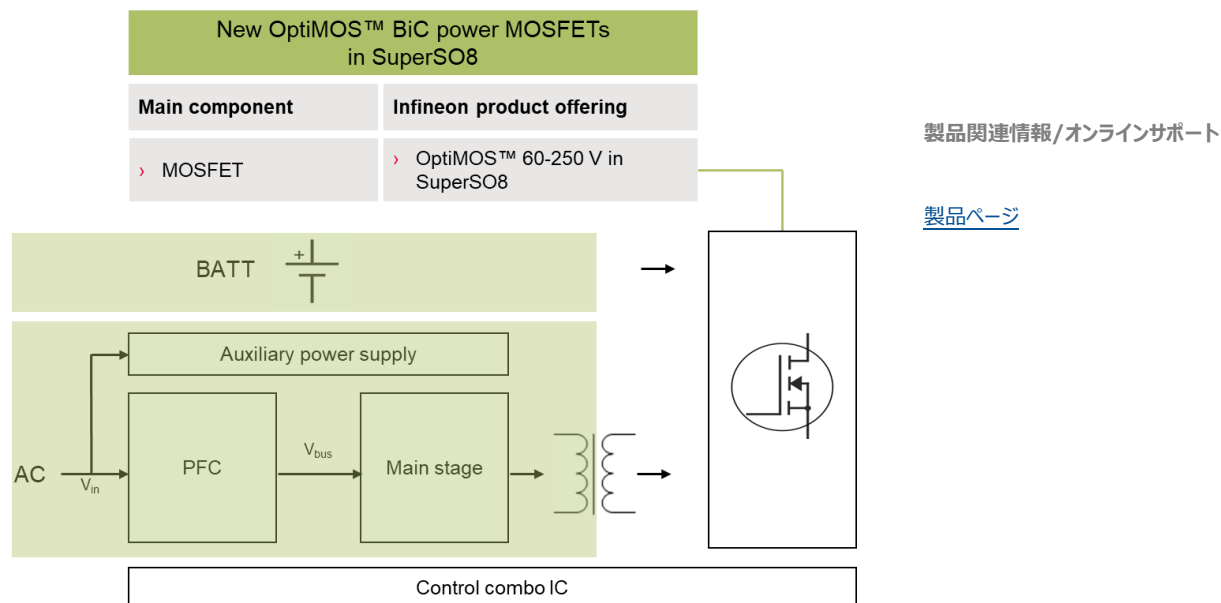 New OptiMOS™ BiC power MOSFETs
in SuperSO8
Main component
Infineon product offering
› MOSFET
› OptiMOS™ 60-250 V in
SuperSO8
製品関連情報/オンラインサポート
製品ページ
BATT
+
Auxiliary power supply
AC
Vin
PFC
Vbus
Main stage
Control combo IC